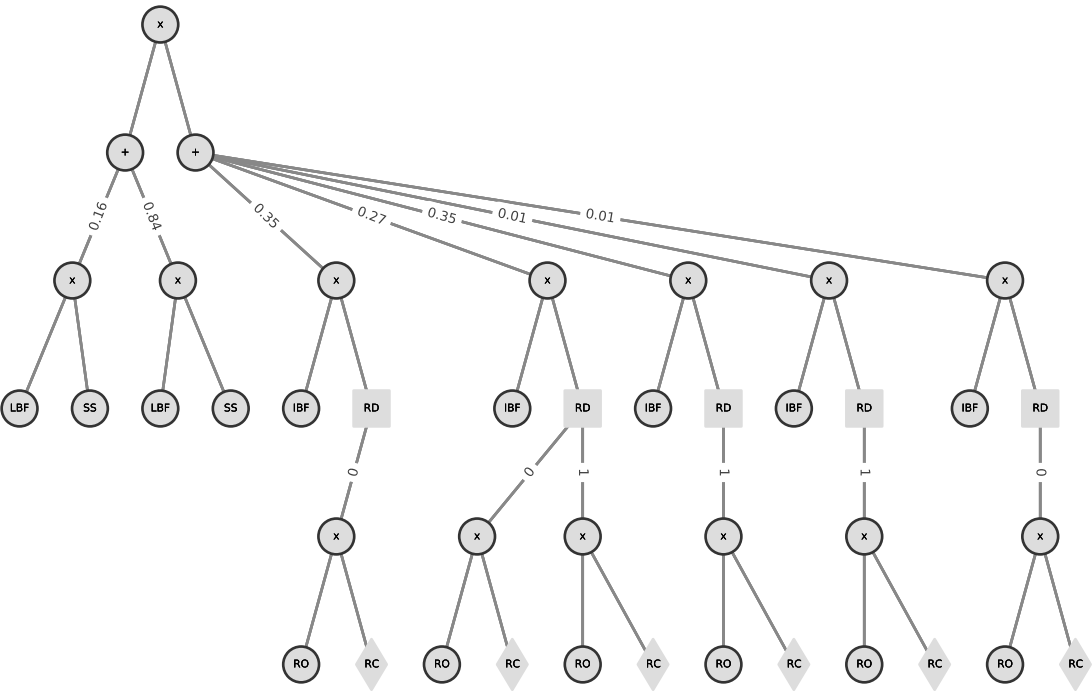 x
+ +
0.16 0.84 0.35 0.27 0.35 0.01 0.01
x x x x x x x
LBF SS LBF SS IBF RD IBF RD IBF RD IBF RD IBF RD
0 0 1 1 1 0
x x x x x x
RO RC RO RC RO RC RO RC RO RC RO RC